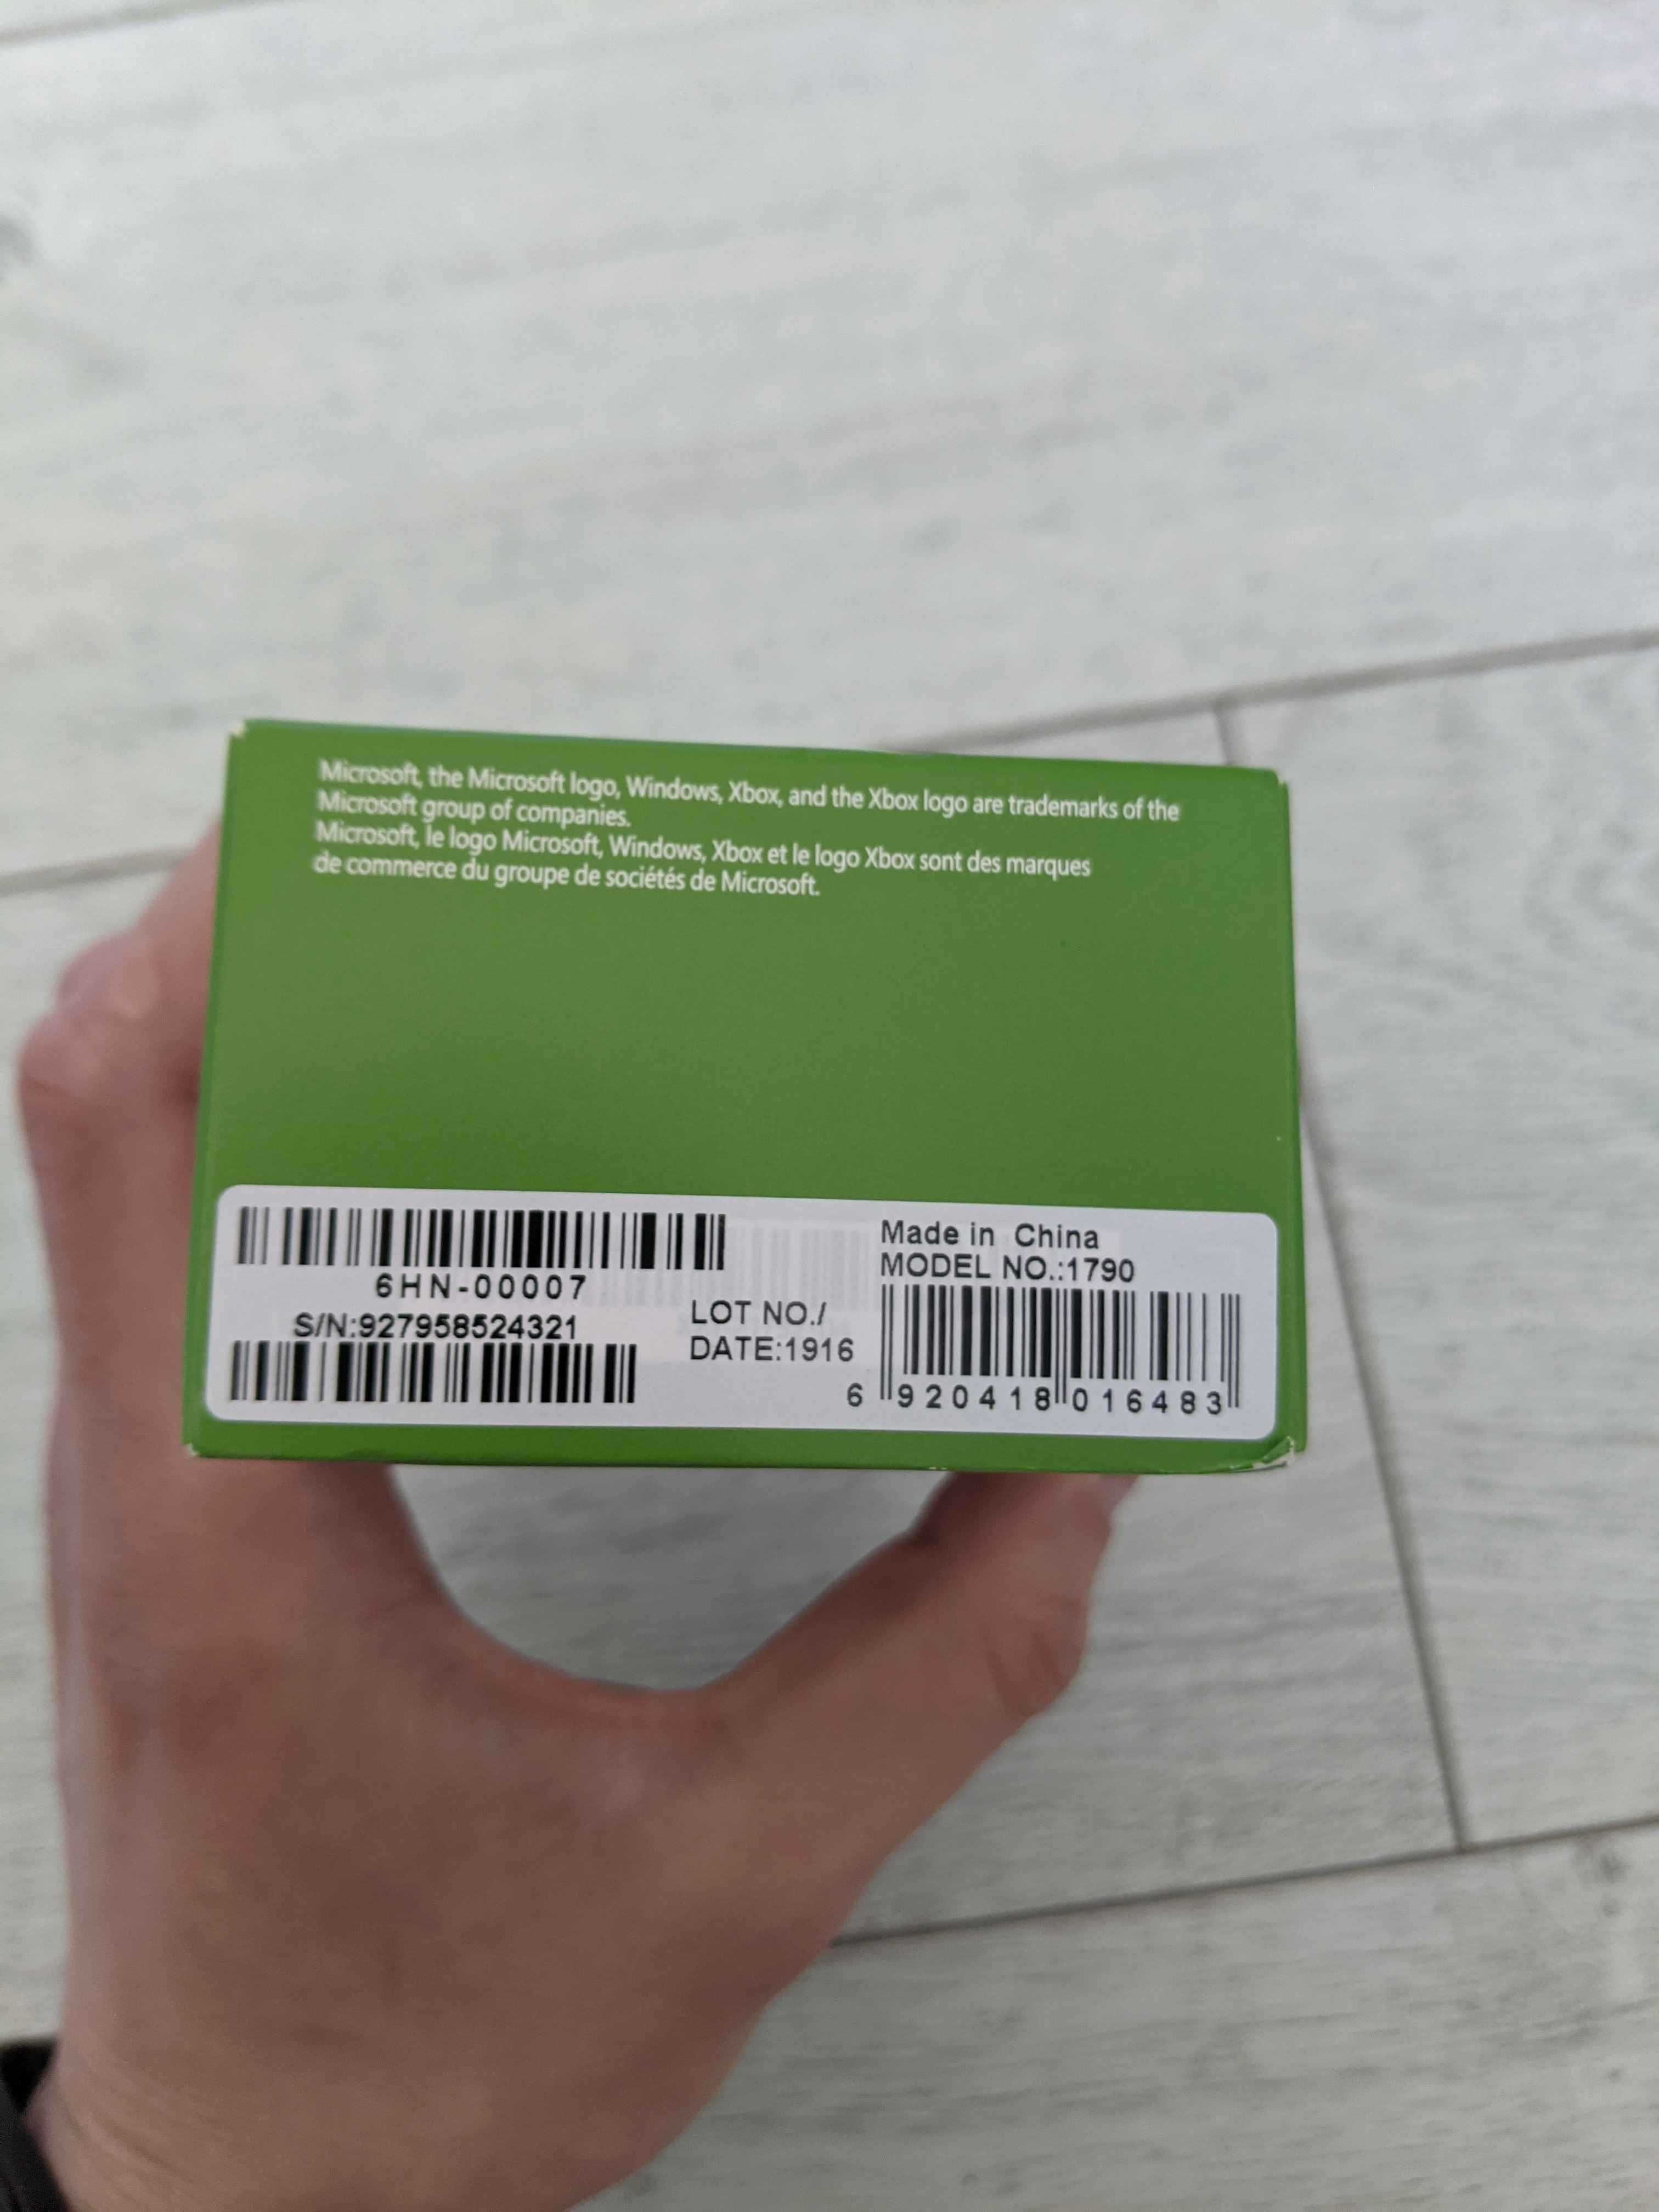 Microsoft, the Microsoft logo, Windows, Xbox, and the Xbox logo are trademarks of the
Microsoft group of companies.
Microsoft, le logo Microsoft, Windows, Xbox et le logo Xbox sont des marques
de commerce du groupe de sociétés de Microsoft.
6HN-00007
S/N:927958524321
LOT NO./
DATE:1916
Made in China
MODEL NO.:1790
6 920418 016483